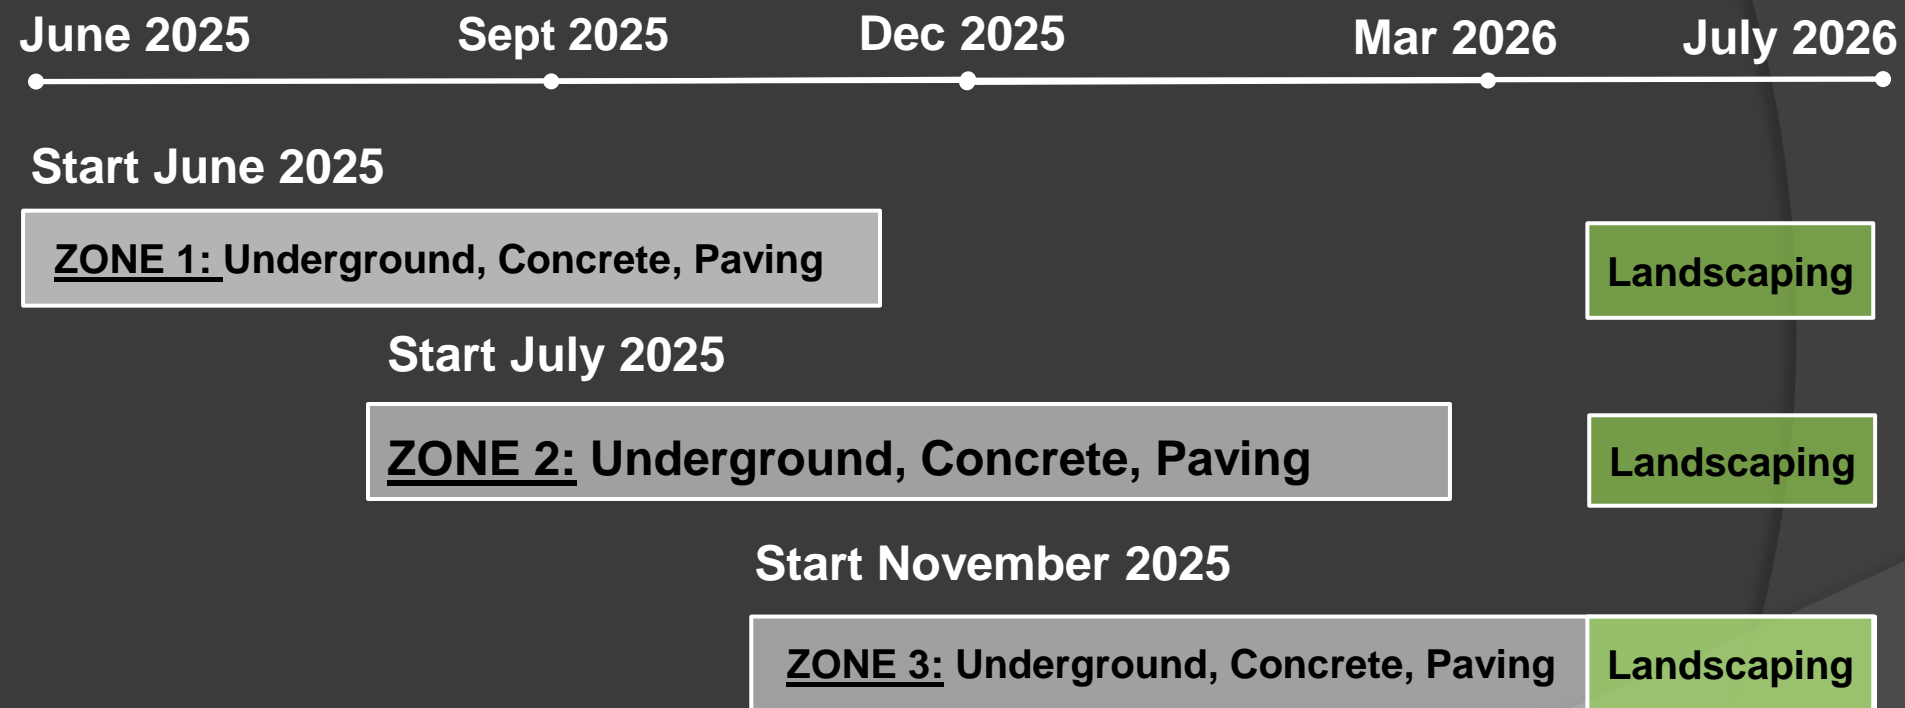 June 2025 Sept 2025 Dec 2025 Mar 2026 July 2026
Start June 2025
ZONE 1: Underground, Concrete, Paving
Landscaping
Start July 2025
ZONE 2: Underground, Concrete, Paving
Landscaping
Start November 2025
ZONE 3: Underground, Concrete, Paving
Landscaping